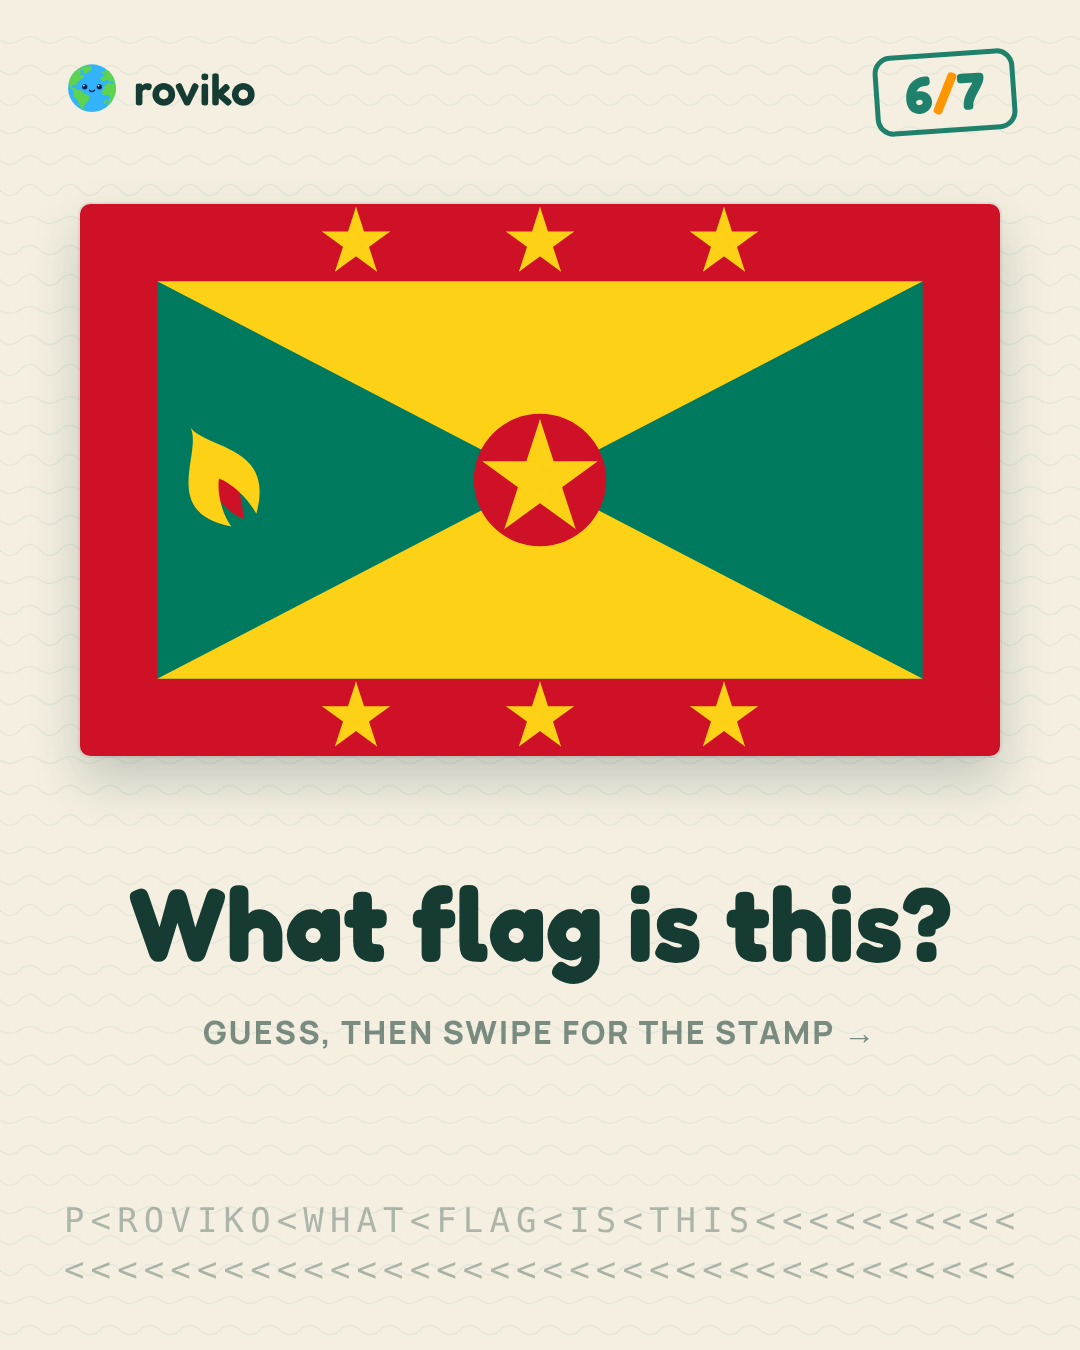 roviko
6/7
What flag is this?
GUESS, THEN SWIPE FOR THE STAMP →
P<ROVIKO<WHAT<FLAG<IS<THIS<<<<<<<<<<
<<<<<<<<<<<<<<<<<<<<<<<<<<<<<<<<<<<<